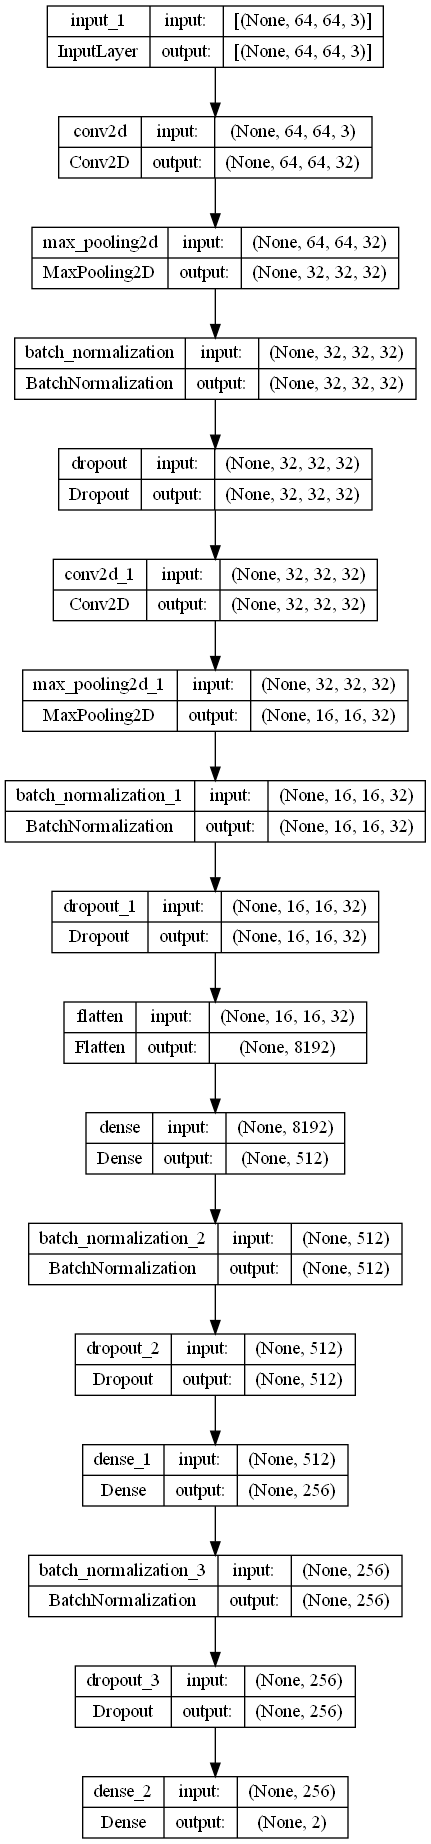 input_1 input: [(None, 64, 64, 3)]
InputLayer output: [(None, 64, 64, 3)]
conv2d input: (None, 64, 64, 3)
Conv2D output: (None, 64, 64, 32)
max_pooling2d input: (None, 64, 64, 32)
MaxPooling2D output: (None, 32, 32, 32)
batch_normalization input: (None, 32, 32, 32)
BatchNormalization output: (None, 32, 32, 32)
dropout input: (None, 32, 32, 32)
Dropout output: (None, 32, 32, 32)
conv2d_1 input: (None, 32, 32, 32)
Conv2D output: (None, 32, 32, 32)
max_pooling2d_1 input: (None, 32, 32, 32)
MaxPooling2D output: (None, 16, 16, 32)
batch_normalization_1 input: (None, 16, 16, 32)
BatchNormalization output: (None, 16, 16, 32)
dropout_1 input: (None, 16, 16, 32)
Dropout output: (None, 16, 16, 32)
flatten input: (None, 16, 16, 32)
Flatten output: (None, 8192)
dense input: (None, 8192)
Dense output: (None, 512)
batch_normalization_2 input: (None, 512)
BatchNormalization output: (None, 512)
dropout_2 input: (None, 512)
Dropout output: (None, 512)
dense_1 input: (None, 512)
Dense output: (None, 256)
batch_normalization_3 input: (None, 256)
BatchNormalization output: (None, 256)
dropout_3 input: (None, 256)
Dropout output: (None, 256)
dense_2 input: (None, 256)
Dense output: (None, 2)